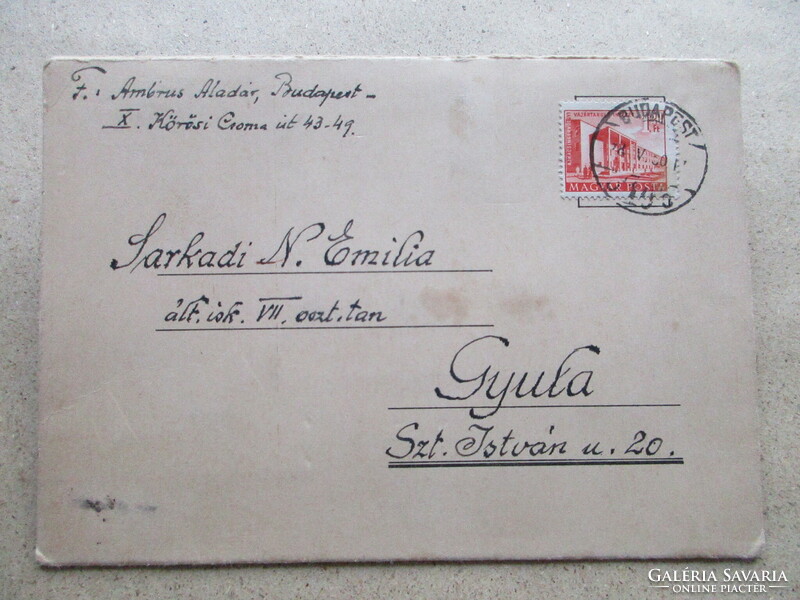 F.: Ambrus Aladár, Budapest –
X. Kőrösi Csoma út 43-49.
BUDAPEST
MAGYAR POSTA
Sarkadi N. Emilia
ált. isk. VII. oszt. tan
Gyula
Szt. István u. 20.
GALÉRIA SAVARIA
ONLINE PIACTÉR